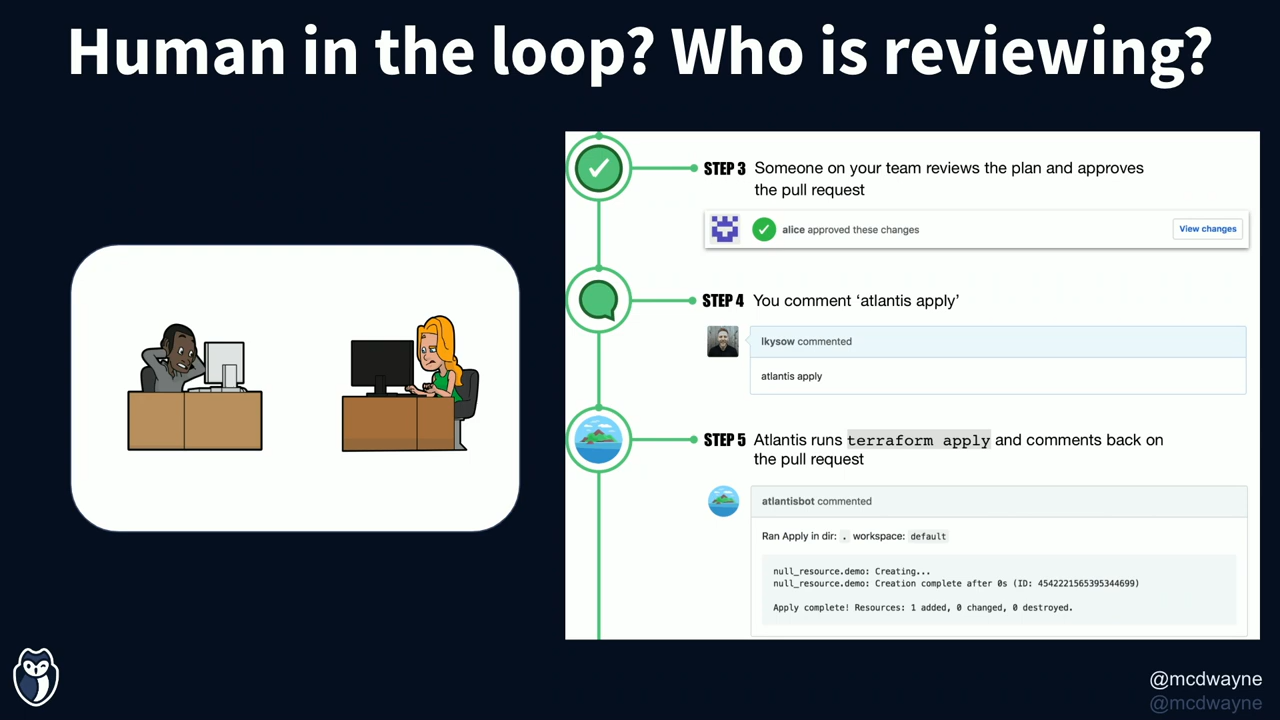 Human in the loop? Who is reviewing?
STEP 3 Someone on your team reviews the plan and approves
the pull request
alice approved these changes
View changes
STEP 4 You comment ‘atlantis apply’
lkysow commented
atlantis apply
STEP 5 Atlantis runs terraform apply and comments back on
the pull request
atlantisbot commented
Ran Apply in dir: . workspace: default
null_resource.demo: Creating...
null_resource.demo: Creation complete after 0s (ID: 4542221565395344699)
Apply complete! Resources: 1 added, 0 changed, 0 destroyed.
@mcdwayne
@mcdwayne